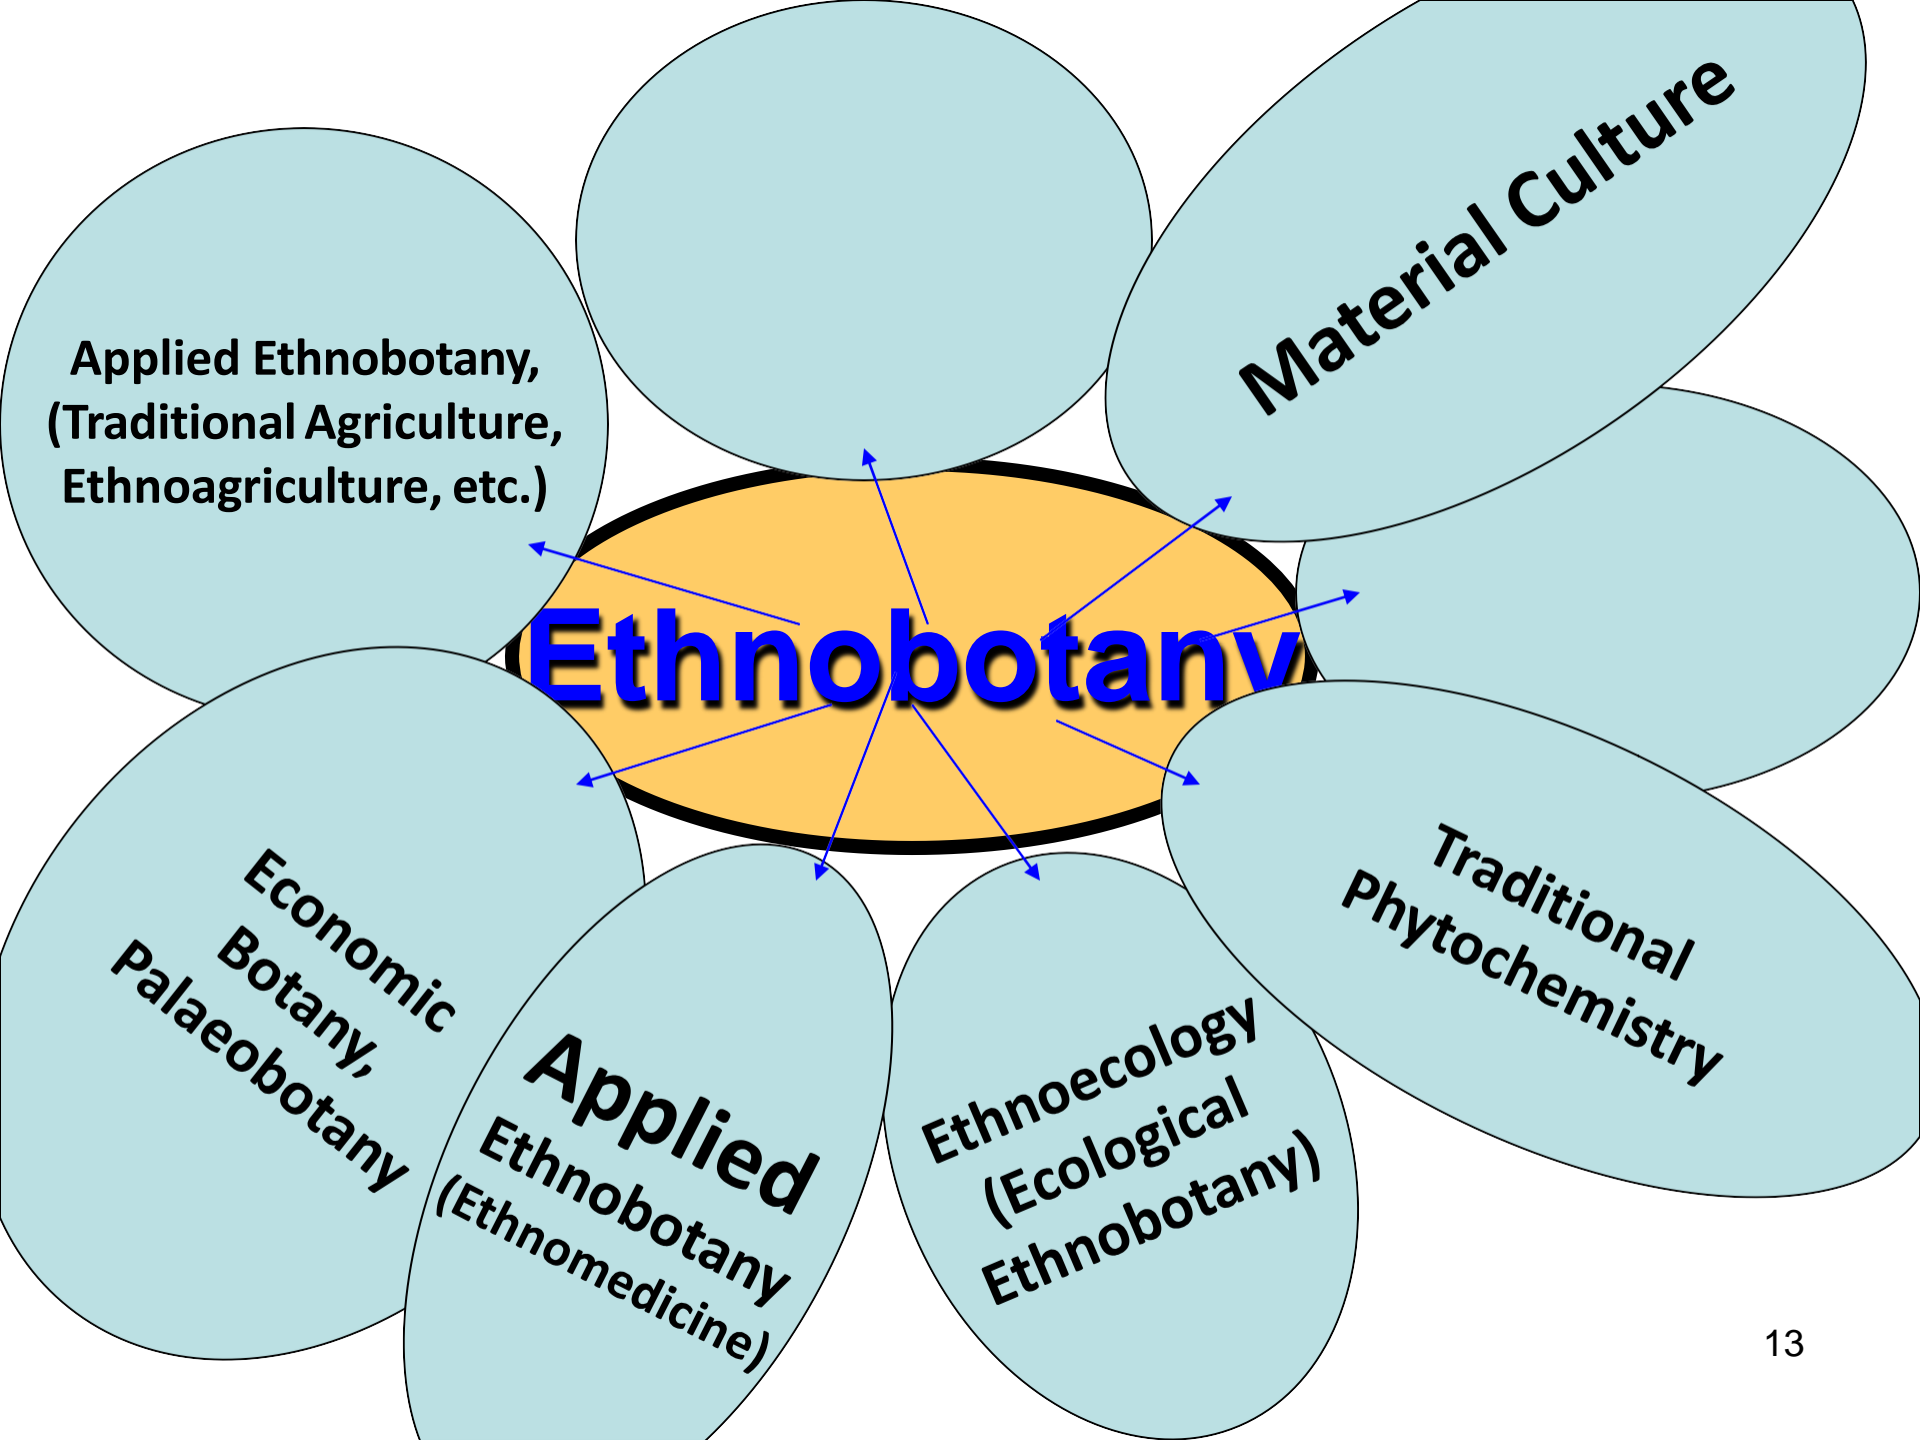 Material Culture
Applied Ethnobotany,
(Traditional Agriculture,
Ethnoagriculture, etc.)
Ethnobotany
Traditional
Phytochemistry
Economic
Botany,
Palaeobotany
Applied
Ethnobotany
(Ethnomedicine)
Ethnoecology
(Ecological
Ethnobotany)
13